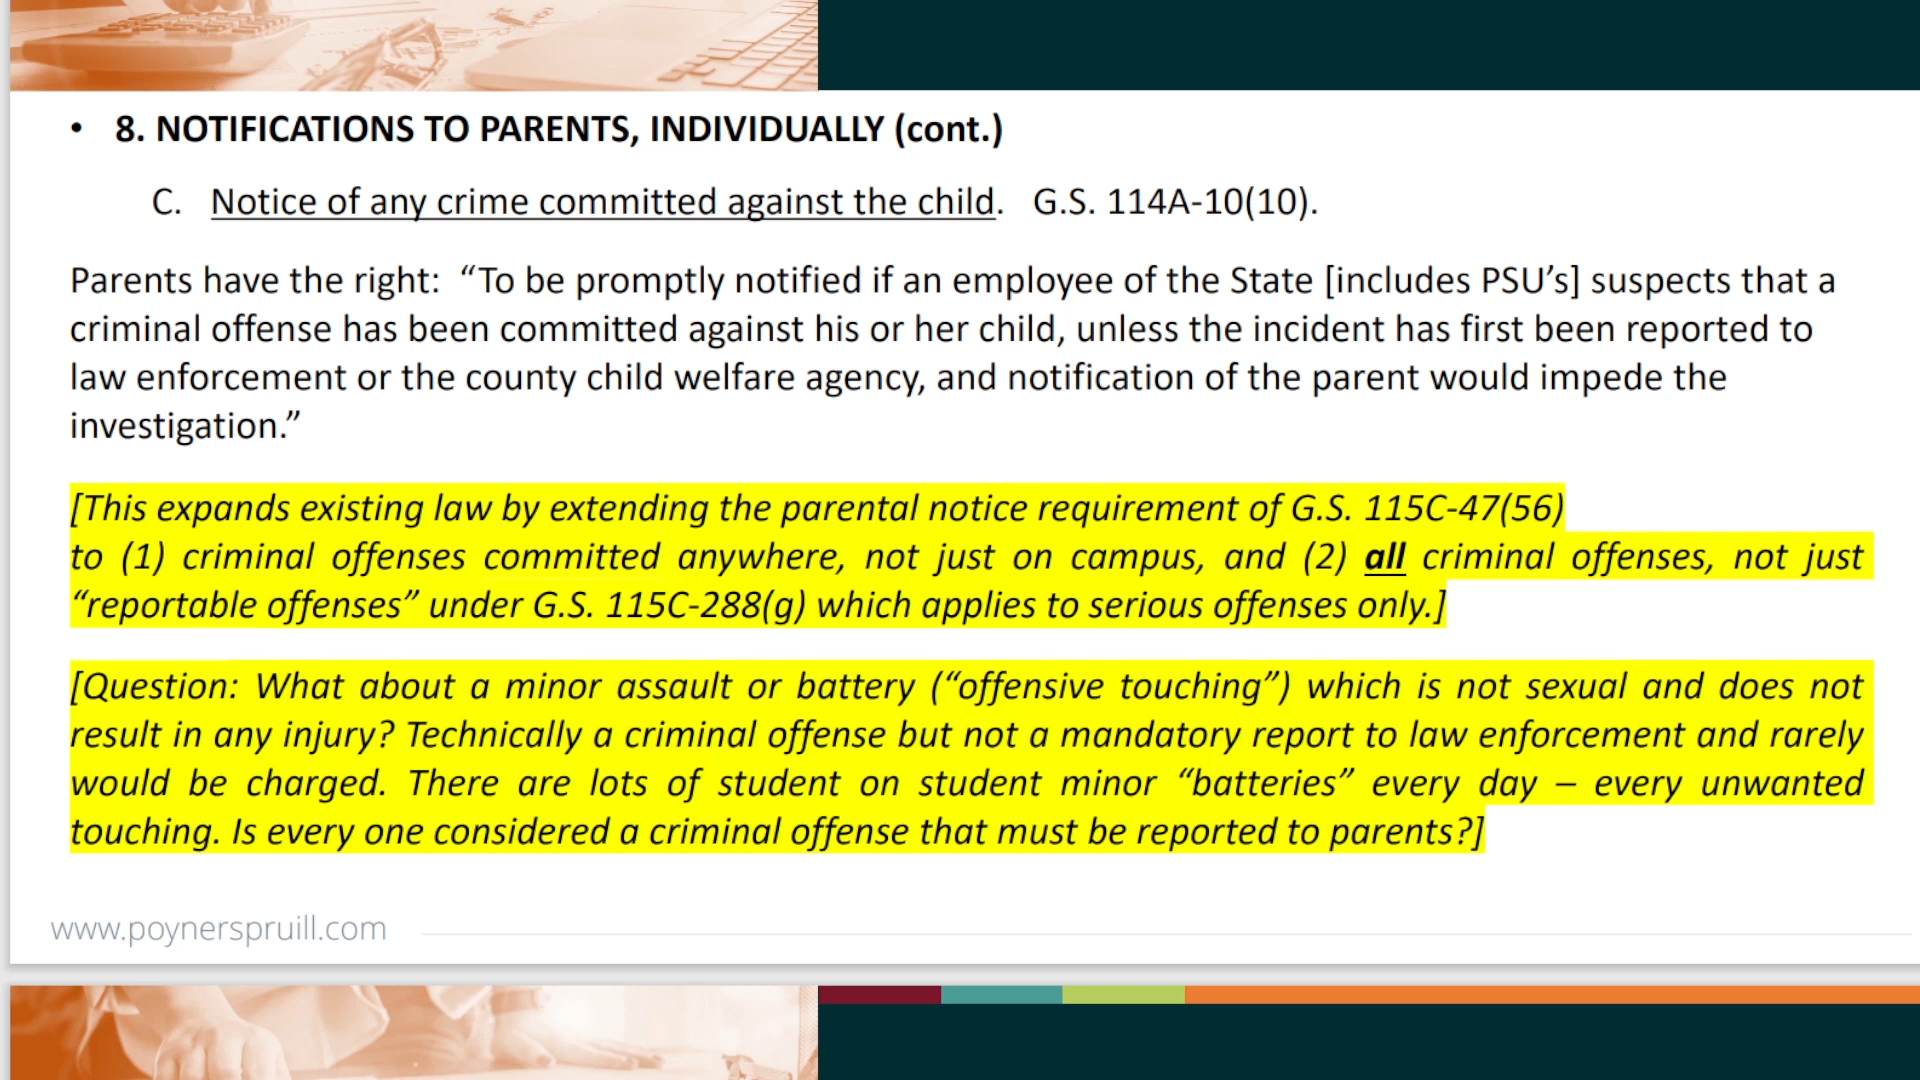 • 8. NOTIFICATIONS TO PARENTS, INDIVIDUALLY (cont.)
C. Notice of any crime committed against the child. G.S. 114A-10(10).
Parents have the right: “To be promptly notified if an employee of the State [includes PSU’s] suspects that a
criminal offense has been committed against his or her child, unless the incident has first been reported to
law enforcement or the county child welfare agency, and notification of the parent would impede the
investigation.”
[This expands existing law by extending the parental notice requirement of G.S. 115C-47(56)
to (1) criminal offenses committed anywhere, not just on campus, and (2) all criminal offenses, not just
“reportable offenses” under G.S. 115C-288(g) which applies to serious offenses only.]
[Question: What about a minor assault or battery (“offensive touching”) which is not sexual and does not
result in any injury? Technically a criminal offense but not a mandatory report to law enforcement and rarely
would be charged. There are lots of student on student minor “batteries” every day – every unwanted
touching. Is every one considered a criminal offense that must be reported to parents?]
www.poynerspruill.com